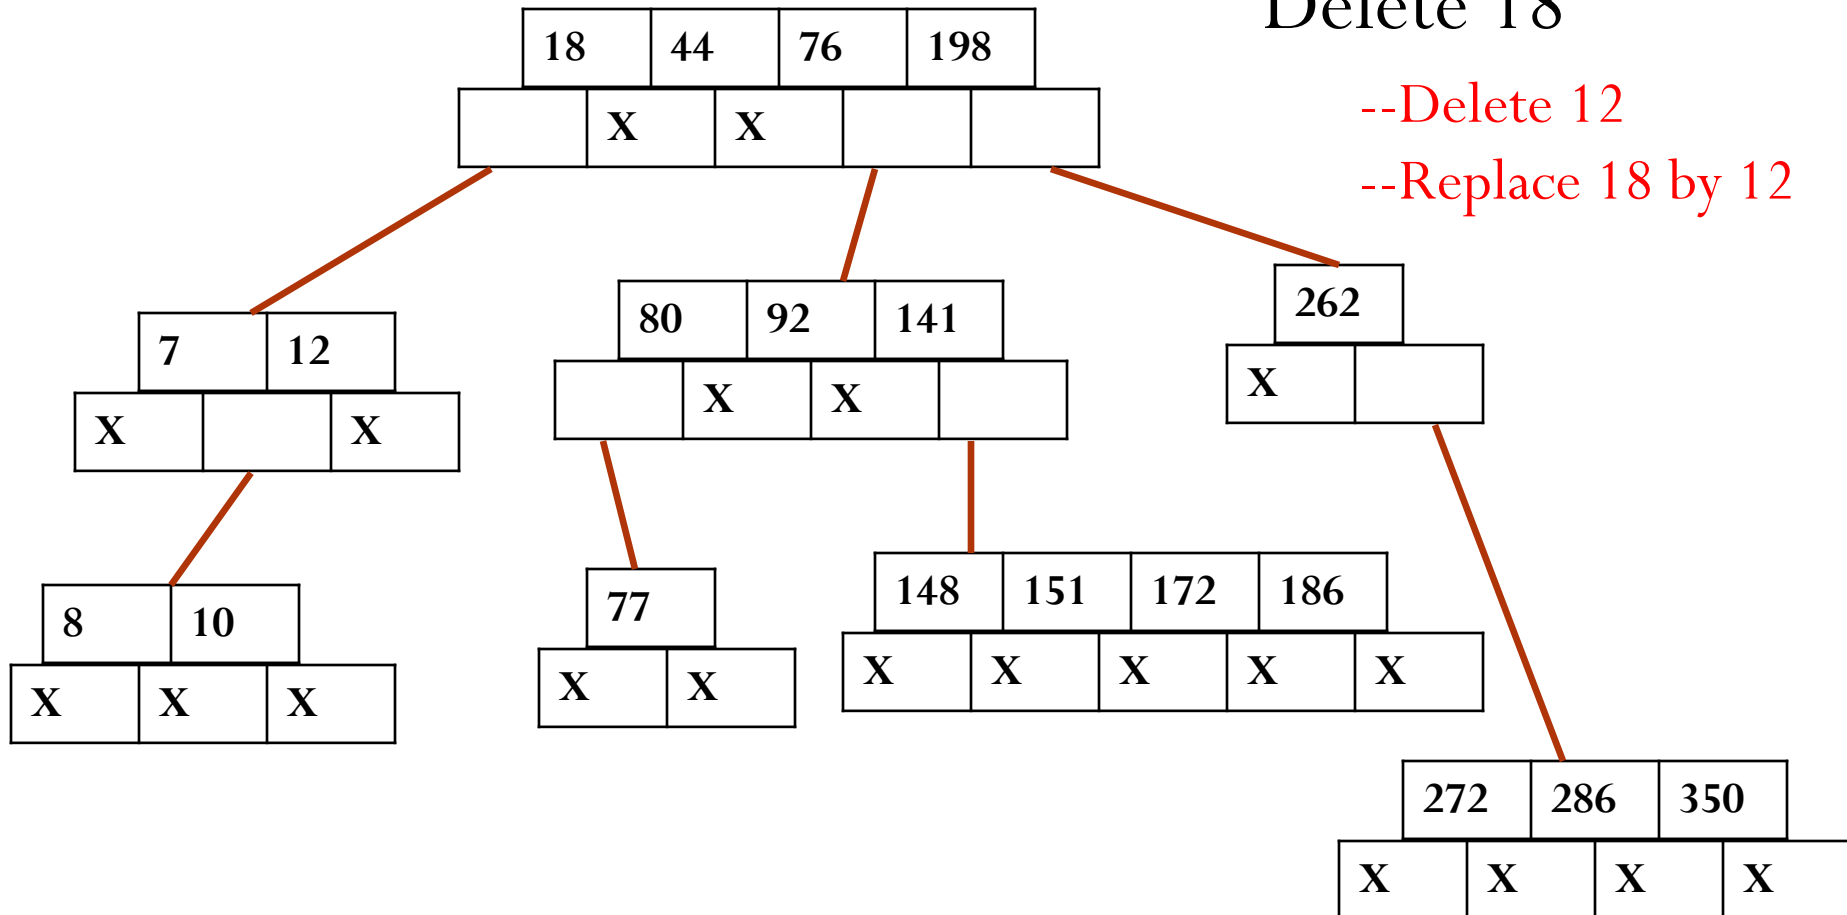 Delete 18
--Delete 12
--Replace 18 by 12
18 44 76 198
X X
7 12
X X
80 92 141
X X
262
X
8 10
X X X
77
X X
148 151 172 186
X X X X X
272 286 350
X X X X